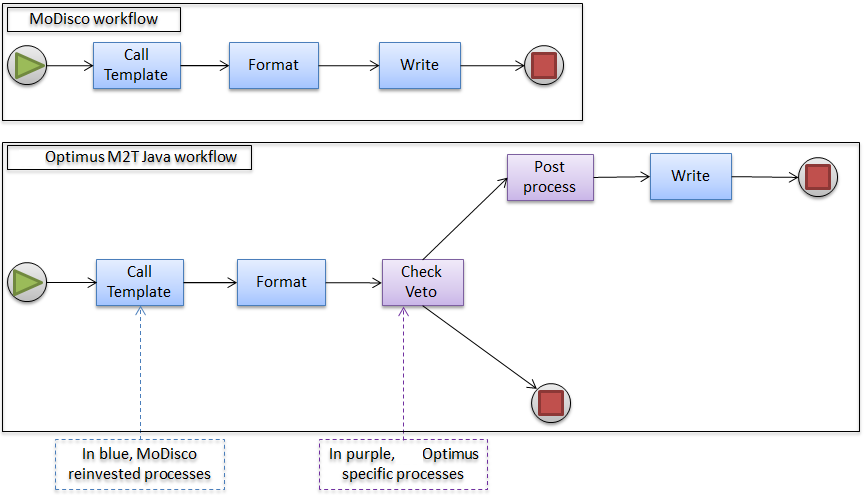 MoDisco workflow
Call
Template
Format
Write
Optimus M2T Java workflow
Post
process
Write
Call
Template
Format
Check
Veto
In blue, MoDisco
reinvested processes
In purple, Optimus
specific processes